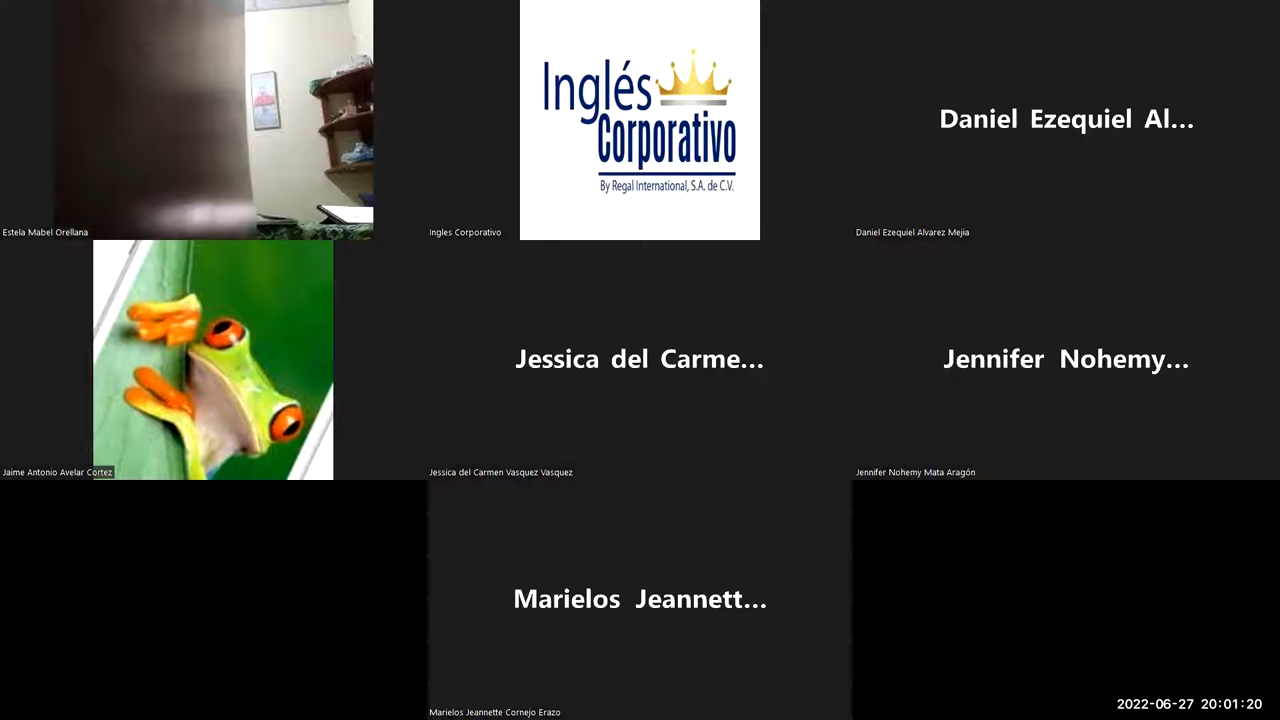 Inglés
Corporativo
By Regal International, S.A. de C.V.
Daniel Ezequiel Al...
Estela Mabel Orellana
Ingles Corporativo
Daniel Ezequiel Alvarez Mejia
Jessica del Carme...
Jennifer Nohemy...
Jaime Antonio Avelar Cortez
Jessica del Carmen Vasquez Vasquez
Jennifer Nohemy Mata Aragón
Marielos Jeannett...
Marielos Jeannette Cornejo Erazo
2022-06-27 20:01:20